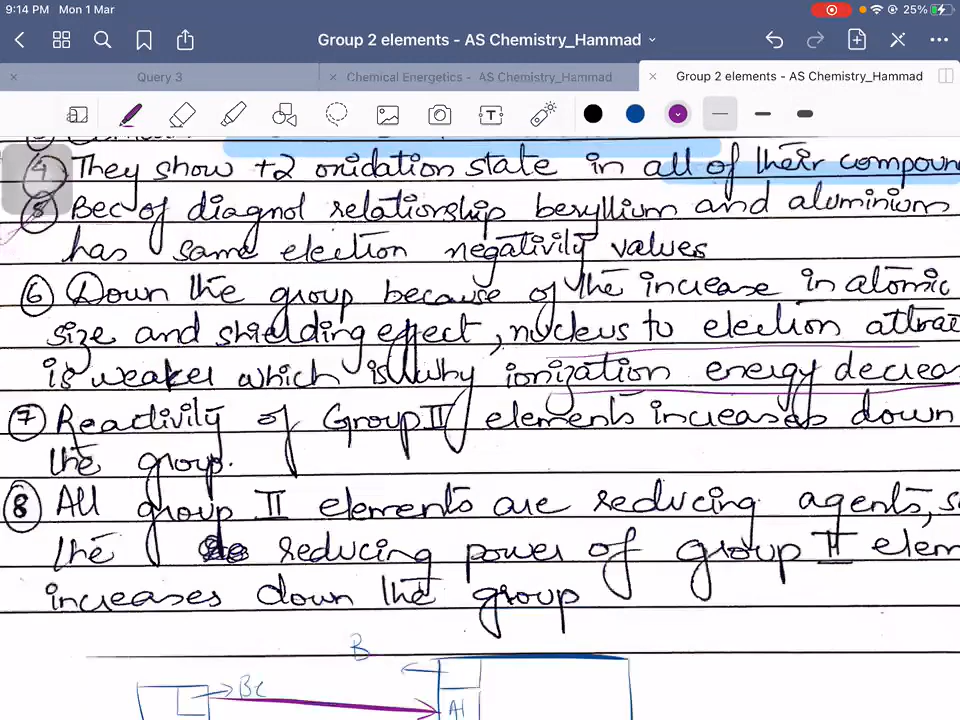 9:14 PM Mon 1 Mar 25%
Group 2 elements - AS Chemistry_Hammad
Query 3 Chemical Energetics - AS Chemistry_Hammad Group 2 elements - AS Chemistry_Hammad
4 They show +2 oxidation state in all of their compoun
5 Bec of diagnol relationship beryllium and aluminium
has same electron negativity values
6 Down the group because of the increase in atomic
size and shielding effect, nucleus to electron attrac
is weaker which is why ionization energy decrea
7 Reactivity of Group II elements increases down
the group.
8 All group II elements are reducing agents, s
the reducing power of group II elem
increases down the group
B
Be
Al